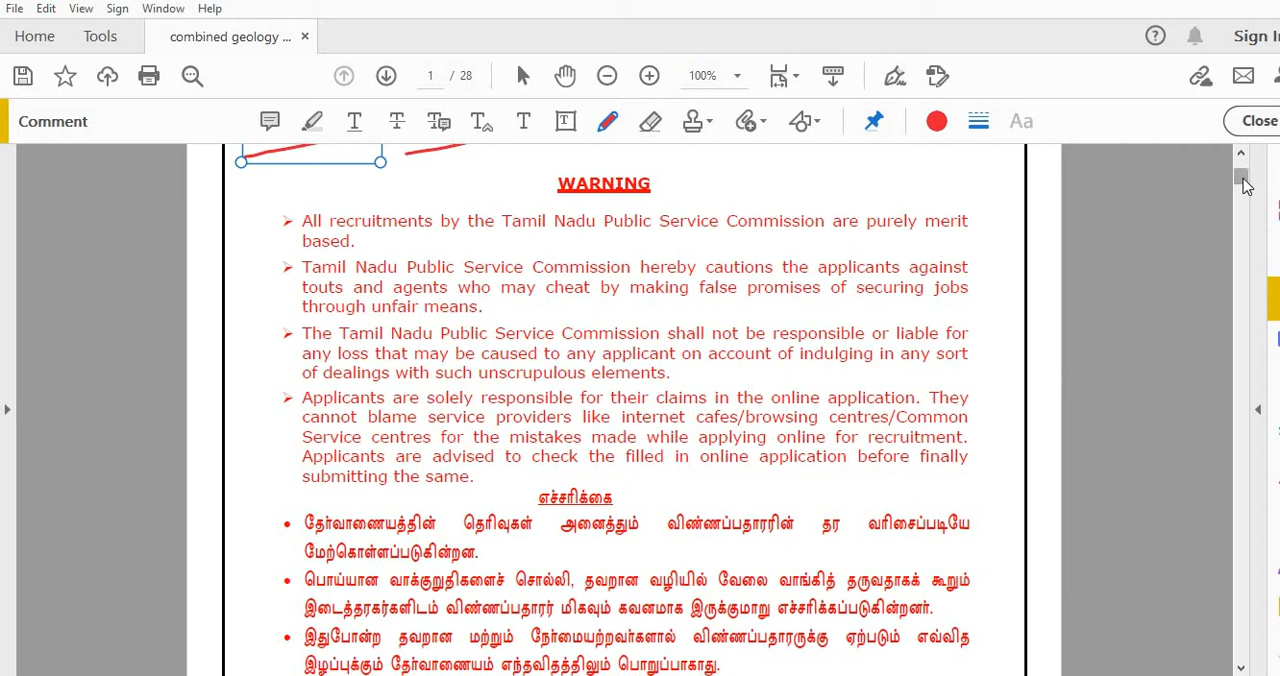 File Edit View Sign Window Help
Home Tools combined geology ... ×
1 / 28 100%
Comment Aa
WARNING
All recruitments by the Tamil Nadu Public Service Commission are purely merit
based.
Tamil Nadu Public Service Commission hereby cautions the applicants against
touts and agents who may cheat by making false promises of securing jobs
through unfair means.
The Tamil Nadu Public Service Commission shall not be responsible or liable for
any loss that may be caused to any applicant on account of indulging in any sort
of dealings with such unscrupulous elements.
Applicants are solely responsible for their claims in the online application. They
cannot blame service providers like internet cafes/browsing centres/Common
Service centres for the mistakes made while applying online for recruitment.
Applicants are advised to check the filled in online application before finally
submitting the same.
எச்சரிக்கை
தேர்வாணையத்தின் தெரிவுகள் அனைத்தும் விண்ணப்பதாரரின் தர வரிசைப்படியே
மேற்கொள்ளப்படுகின்றன.
பொய்யான வாக்குறுதிகளைச் சொல்லி, தவறான வழியில் வேலை வாங்கித் தருவதாகக் கூறும்
இடைத்தரகர்களிடம் விண்ணப்பதாரர் மிகவும் கவனமாக இருக்குமாறு எச்சரிக்கப்படுகின்றனர்.
இதுபோன்ற தவறான மற்றும் நேர்மையற்றவர்களால் விண்ணப்பதாரருக்கு ஏற்படும் எவ்வித
இழப்புக்கும் தேர்வாணையம் எந்தவிதத்திலும் பொறுப்பாகாது.
Sign
Close